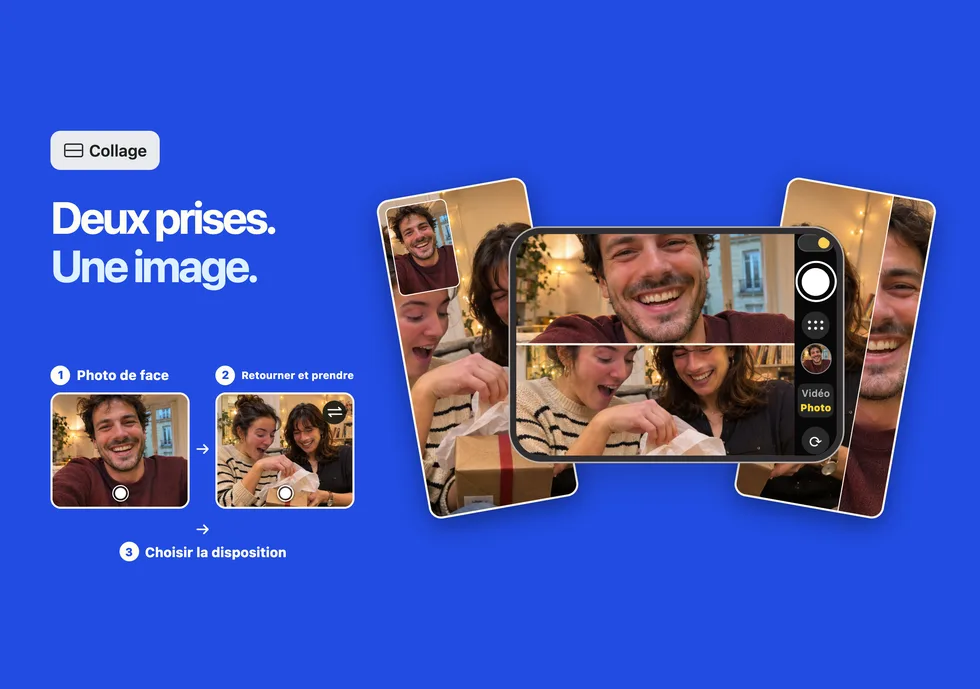 Collage
Deux prises.
Une image.
1 Photo de face
2 Retourner et prendre
3 Choisir la disposition
Vidéo
Photo